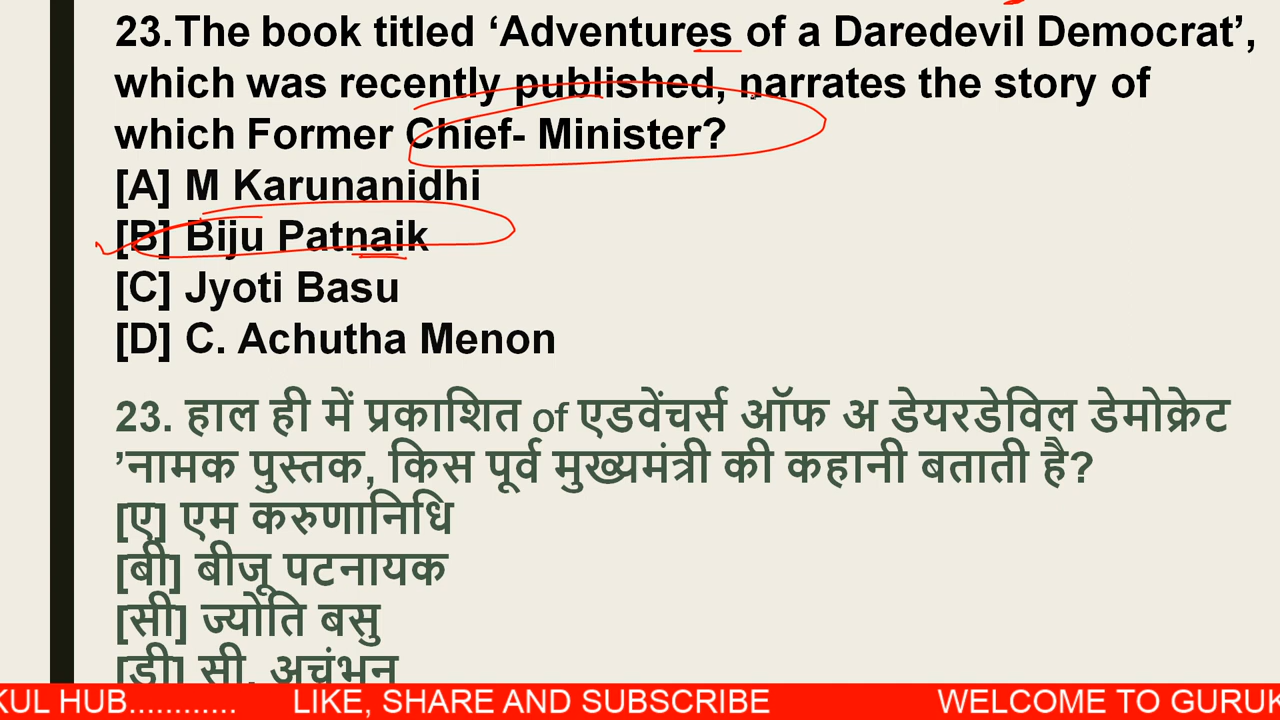 23.The book titled ‘Adventures of a Daredevil Democrat’,
which was recently published, narrates the story of
which Former Chief- Minister?
[A] M Karunanidhi
[B] Biju Patnaik
[C] Jyoti Basu
[D] C. Achutha Menon
23. हाल ही में प्रकाशित of एडवेंचर्स ऑफ अ डेयरडेविल डेमोक्रेट
’नामक पुस्तक, किस पूर्व मुख्यमंत्री की कहानी बताती है?
[ए] एम करुणानिधि
[बी] बीजू पटनायक
[सी] ज्योति बसु
[डी] सी. अचंभन
KUL HUB............ LIKE, SHARE AND SUBSCRIBE WELCOME TO GURUK